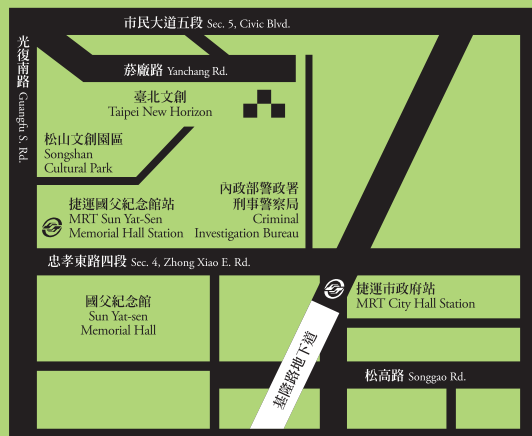 市民大道五段 Sec. 5, Civic Blvd.
光復南路 Guangfu S. Rd.
菸廠路 Yanchang Rd.
臺北文創
Taipei New Horizon
松山文創園區
Songshan
Cultural Park
捷運國父紀念館站
MRT Sun Yat-Sen
Memorial Hall Station
內政部警政署
刑事警察局
Criminal
Investigation Bureau
忠孝東路四段 Sec. 4, Zhong Xiao E. Rd.
國父紀念館
Sun Yat-sen
Memorial Hall
捷運市政府站
MRT City Hall Station
基隆路地下道
松高路 Songgao Rd.